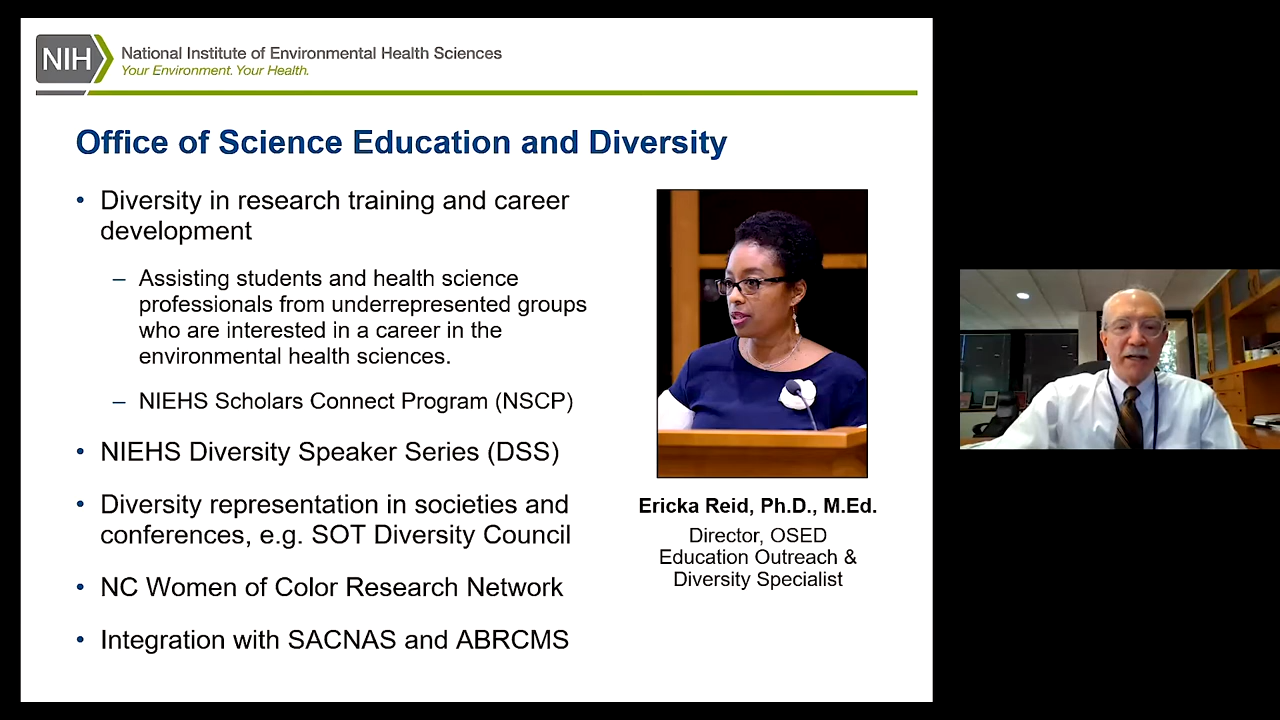 NIH
National Institute of Environmental Health Sciences
Your Environment. Your Health.
Office of Science Education and Diversity
• Diversity in research training and career
development
– Assisting students and health science
professionals from underrepresented groups
who are interested in a career in the
environmental health sciences.
– NIEHS Scholars Connect Program (NSCP)
• NIEHS Diversity Speaker Series (DSS)
• Diversity representation in societies and
conferences, e.g. SOT Diversity Council
• NC Women of Color Research Network
• Integration with SACNAS and ABRCMS
Ericka Reid, Ph.D., M.Ed.
Director, OSED
Education Outreach &
Diversity Specialist